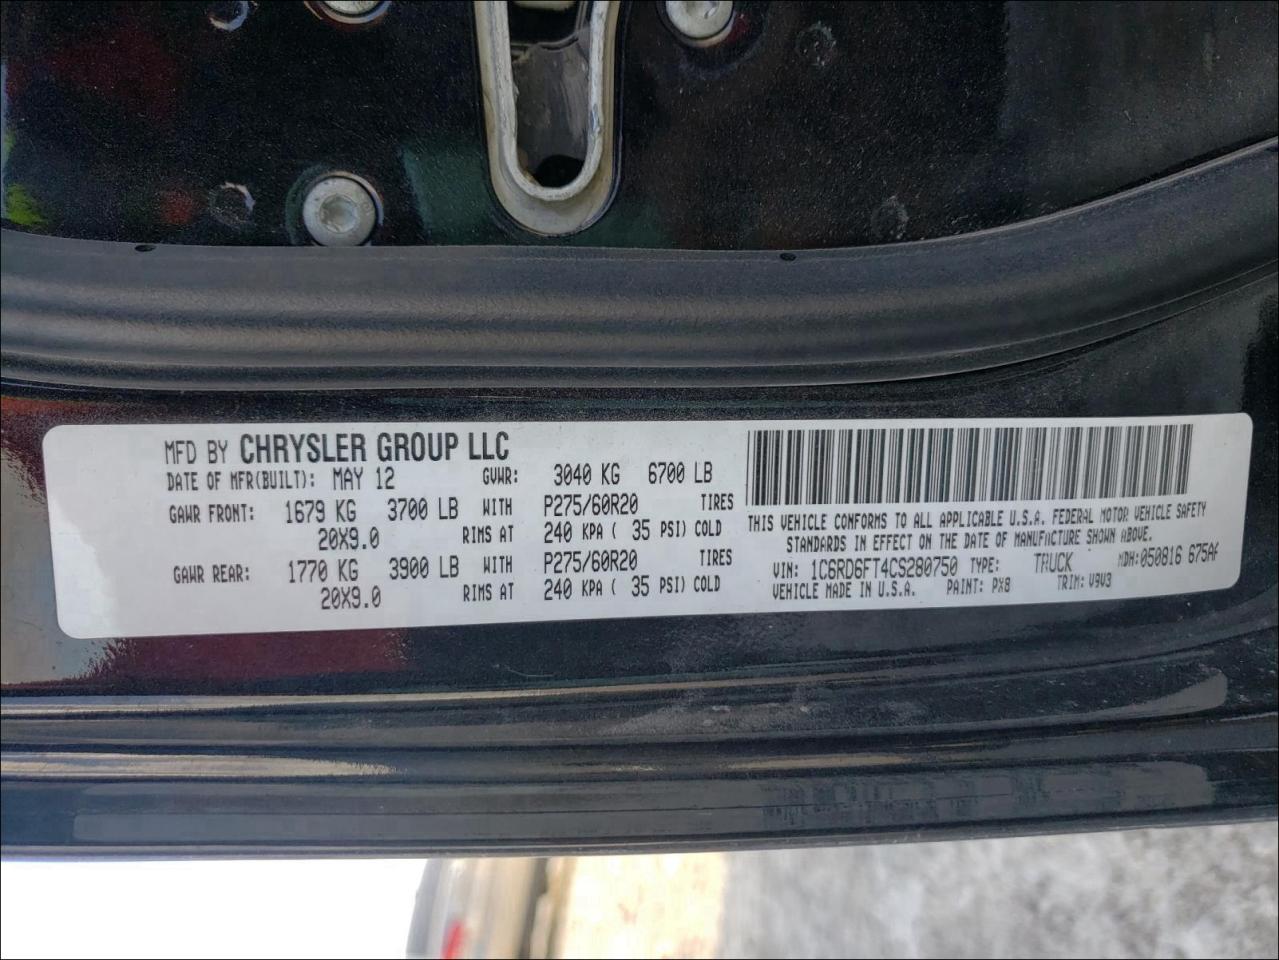 MFD BY CHRYSLER GROUP LLC
DATE OF MFR(BUILT): MAY 12 GVWR: 3040 KG 6700 LB
GAWR FRONT: 1679 KG 3700 LB WITH P275/60R20 TIRES
20X9.0 RIMS AT 240 KPA ( 35 PSI) COLD
GAWR REAR: 1770 KG 3900 LB WITH P275/60R20 TIRES
20X9.0 RIMS AT 240 KPA ( 35 PSI) COLD
THIS VEHICLE CONFORMS TO ALL APPLICABLE U.S.A. FEDERAL MOTOR VEHICLE SAFETY
STANDARDS IN EFFECT ON THE DATE OF MANUFACTURE SHOWN ABOVE.
VIN: 1C6RD6FT4CS280750 TYPE: TRUCK MDH:050816 675AA
VEHICLE MADE IN U.S.A. PAINT: PX8 TRIM: V9V3